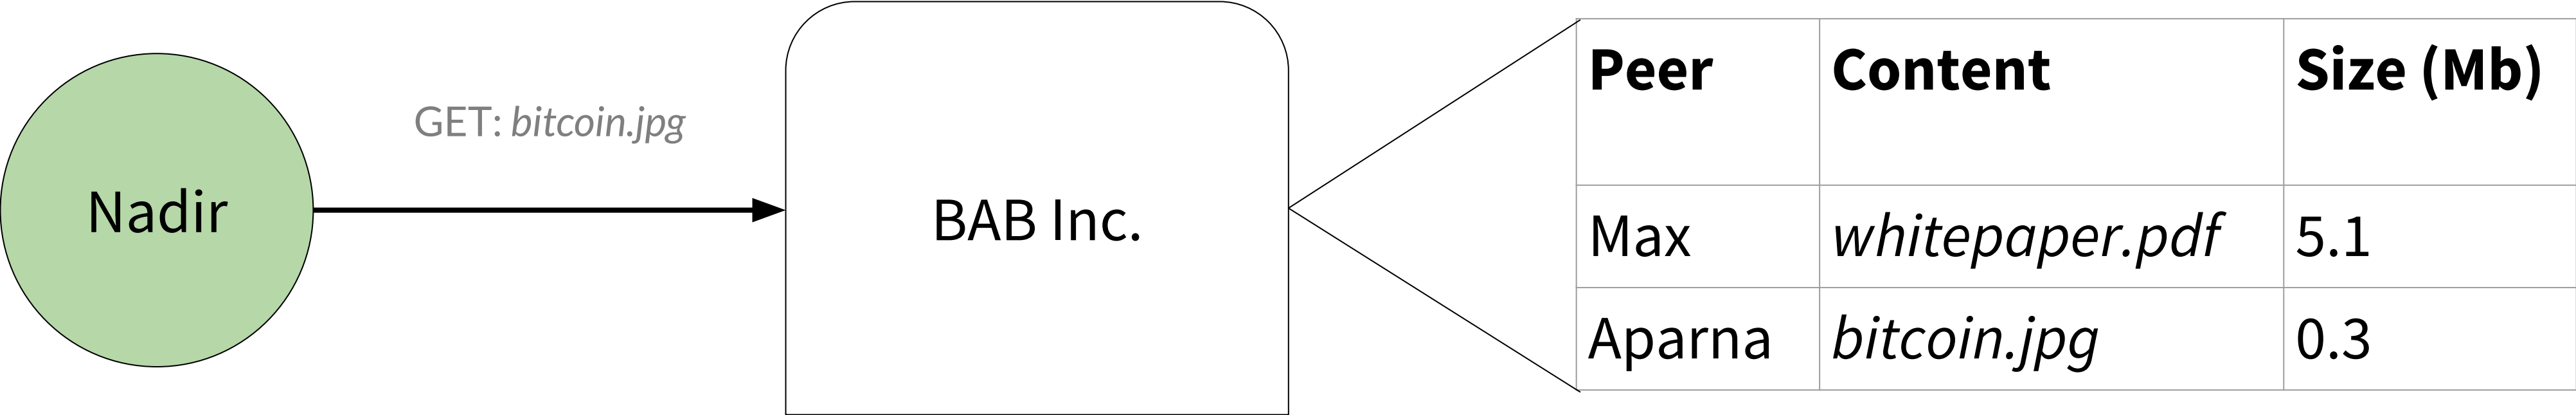 Nadir
GET: bitcoin.jpg
BAB Inc.
Peer Content Size (Mb)
Max whitepaper.pdf 5.1
Aparna bitcoin.jpg 0.3